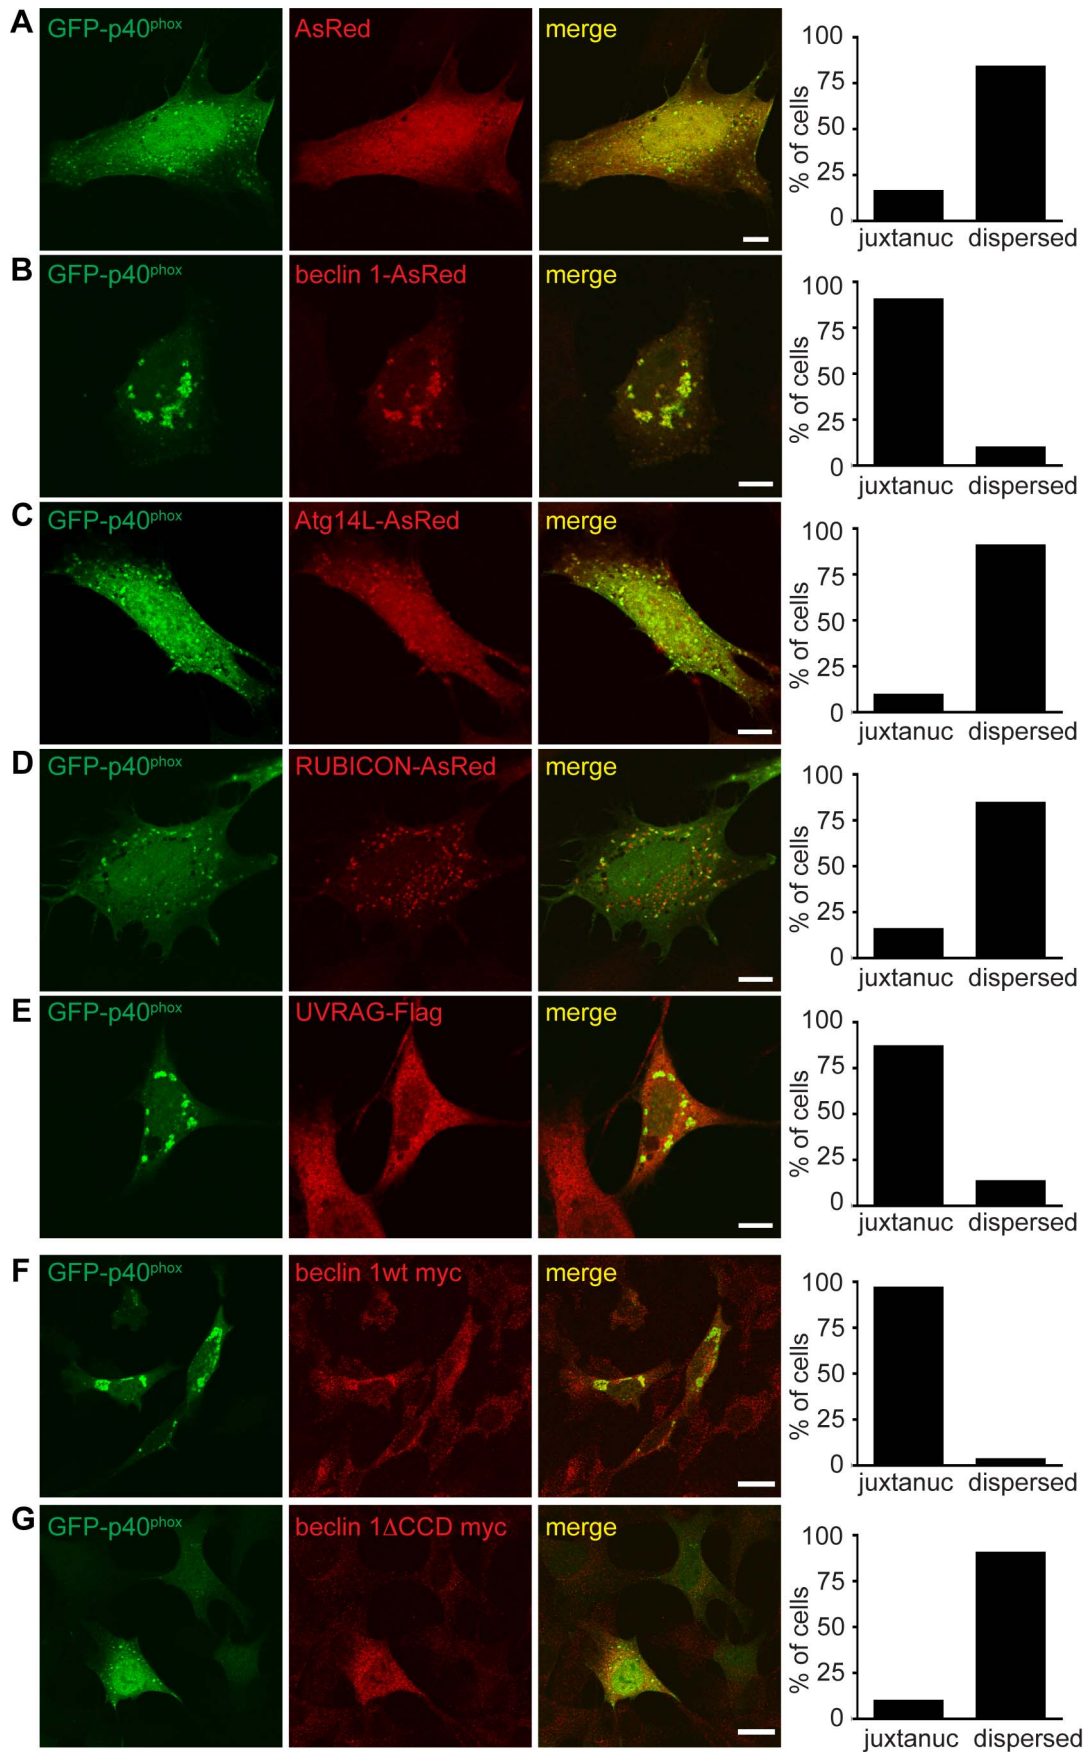 A GFP-p40phox AsRed merge
100
75
50
25
0
% of cells
juxtanuc dispersed
B GFP-p40phox beclin 1-AsRed merge
100
75
50
25
0
% of cells
juxtanuc dispersed
C GFP-p40phox Atg14L-AsRed merge
100
75
50
25
0
% of cells
juxtanuc dispersed
D GFP-p40phox RUBICON-AsRed merge
100
75
50
25
0
% of cells
juxtanuc dispersed
E GFP-p40phox UVRAG-Flag merge
100
75
50
25
0
% of cells
juxtanuc dispersed
F GFP-p40phox beclin 1wt myc merge
100
75
50
25
0
% of cells
juxtanuc dispersed
G GFP-p40phox beclin 1ΔCCD myc merge
100
75
50
25
0
% of cells
juxtanuc dispersed